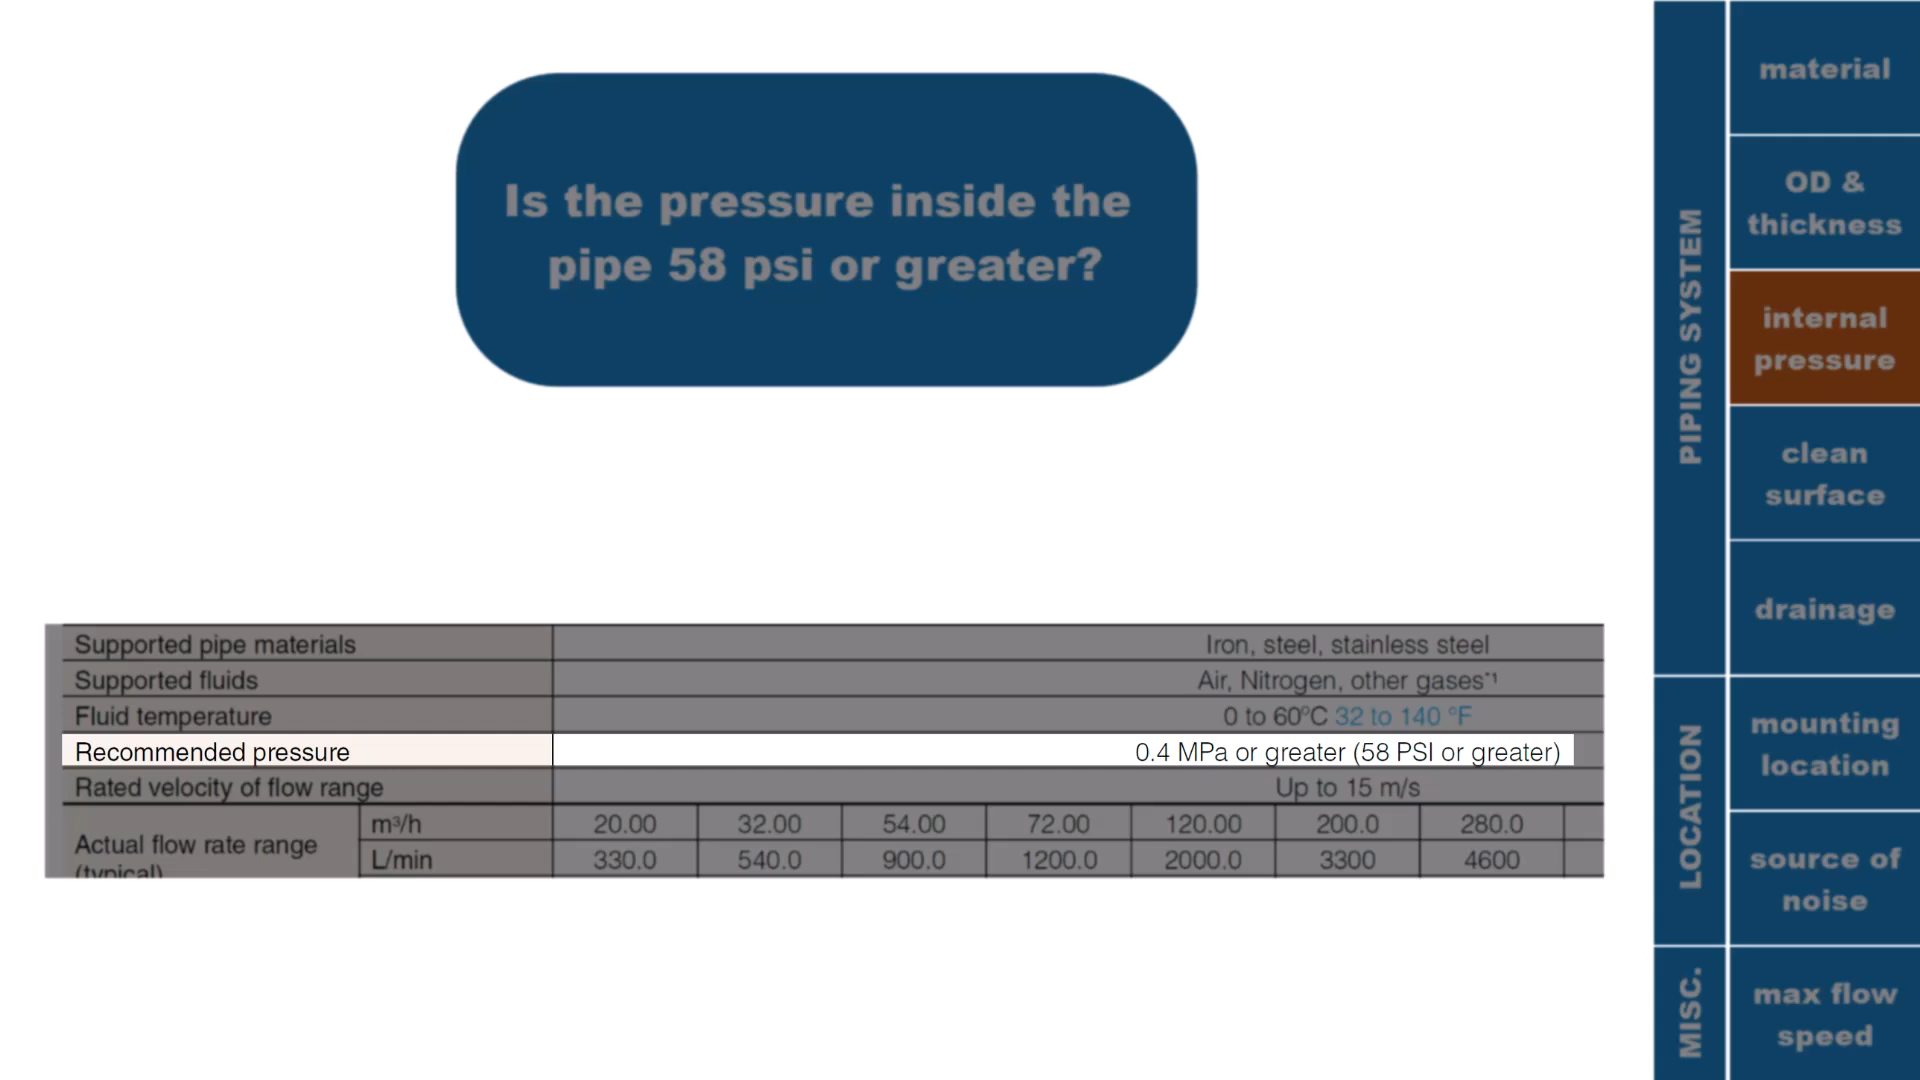 Is the pressure inside the
pipe 58 psi or greater?
Supported pipe materials Iron, steel, stainless steel
Supported fluids Air, Nitrogen, other gases*1
Fluid temperature 0 to 60°C 32 to 140 °F
Recommended pressure 0.4 MPa or greater (58 PSI or greater)
Rated velocity of flow range Up to 15 m/s
Actual flow rate range
(typical)
m³/h 20.00 32.00 54.00 72.00 120.00 200.0 280.0
L/min 330.0 540.0 900.0 1200.0 2000.0 3300 4600
PIPING SYSTEM
material
OD &
thickness
internal
pressure
clean
surface
drainage
LOCATION
mounting
location
source of
noise
MISC.
max flow
speed